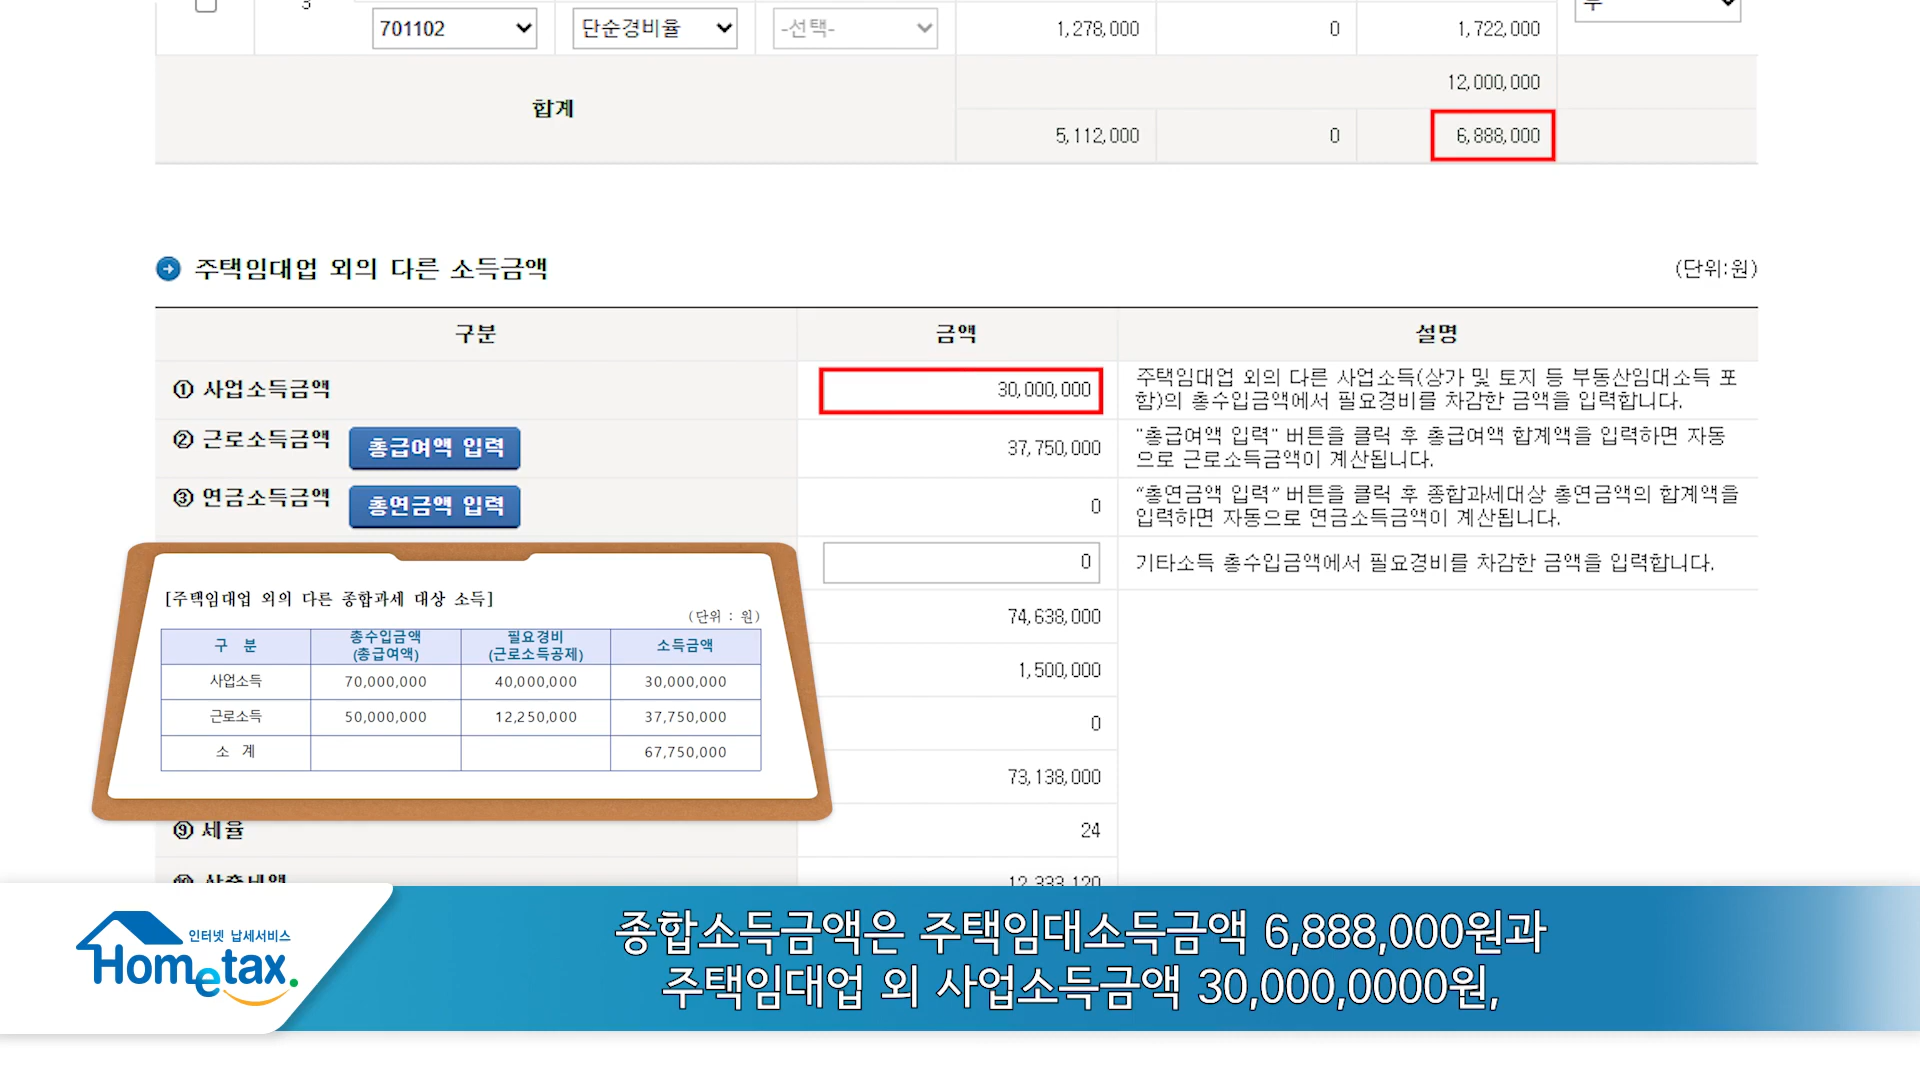 701102 단순경비율 -선택- 1,278,000 0 1,722,000
12,000,000
합계
5,112,000 0 6,888,000
주택임대업 외의 다른 소득금액 (단위:원)
구분 금액 설명
① 사업소득금액 30,000,000 주택임대업 외의 다른 사업소득(상가 및 토지 등 부동산임대소득 포
함)의 총수입금액에서 필요경비를 차감한 금액을 입력합니다.
② 근로소득금액 총급여액 입력 37,750,000 "총급여액 입력" 버튼을 클릭 후 총급여액 합계액을 입력하면 자동
으로 근로소득금액이 계산됩니다.
③ 연금소득금액 총연금액 입력 0 "총연금액 입력" 버튼을 클릭 후 종합과세대상 총연금액의 합계액을
입력하면 자동으로 연금소득금액이 계산됩니다.
0 기타소득 총수입금액에서 필요경비를 차감한 금액을 입력합니다.
74,638,000
1,500,000
0
73,138,000
⑨ 세율 24
[주택임대업 외의 다른 종합과세 대상 소득]
(단위 : 원)
구 분 총수입금액 필요경비 소득금액
(총급여액) (근로소득공제)
사업소득 70,000,000 40,000,000 30,000,000
근로소득 50,000,000 12,250,000 37,750,000
소 계 67,750,000
인터넷 납세서비스
Hometax.
종합소득금액은 주택임대소득금액 6,888,000원과
주택임대업 외 사업소득금액 30,000,0000원,